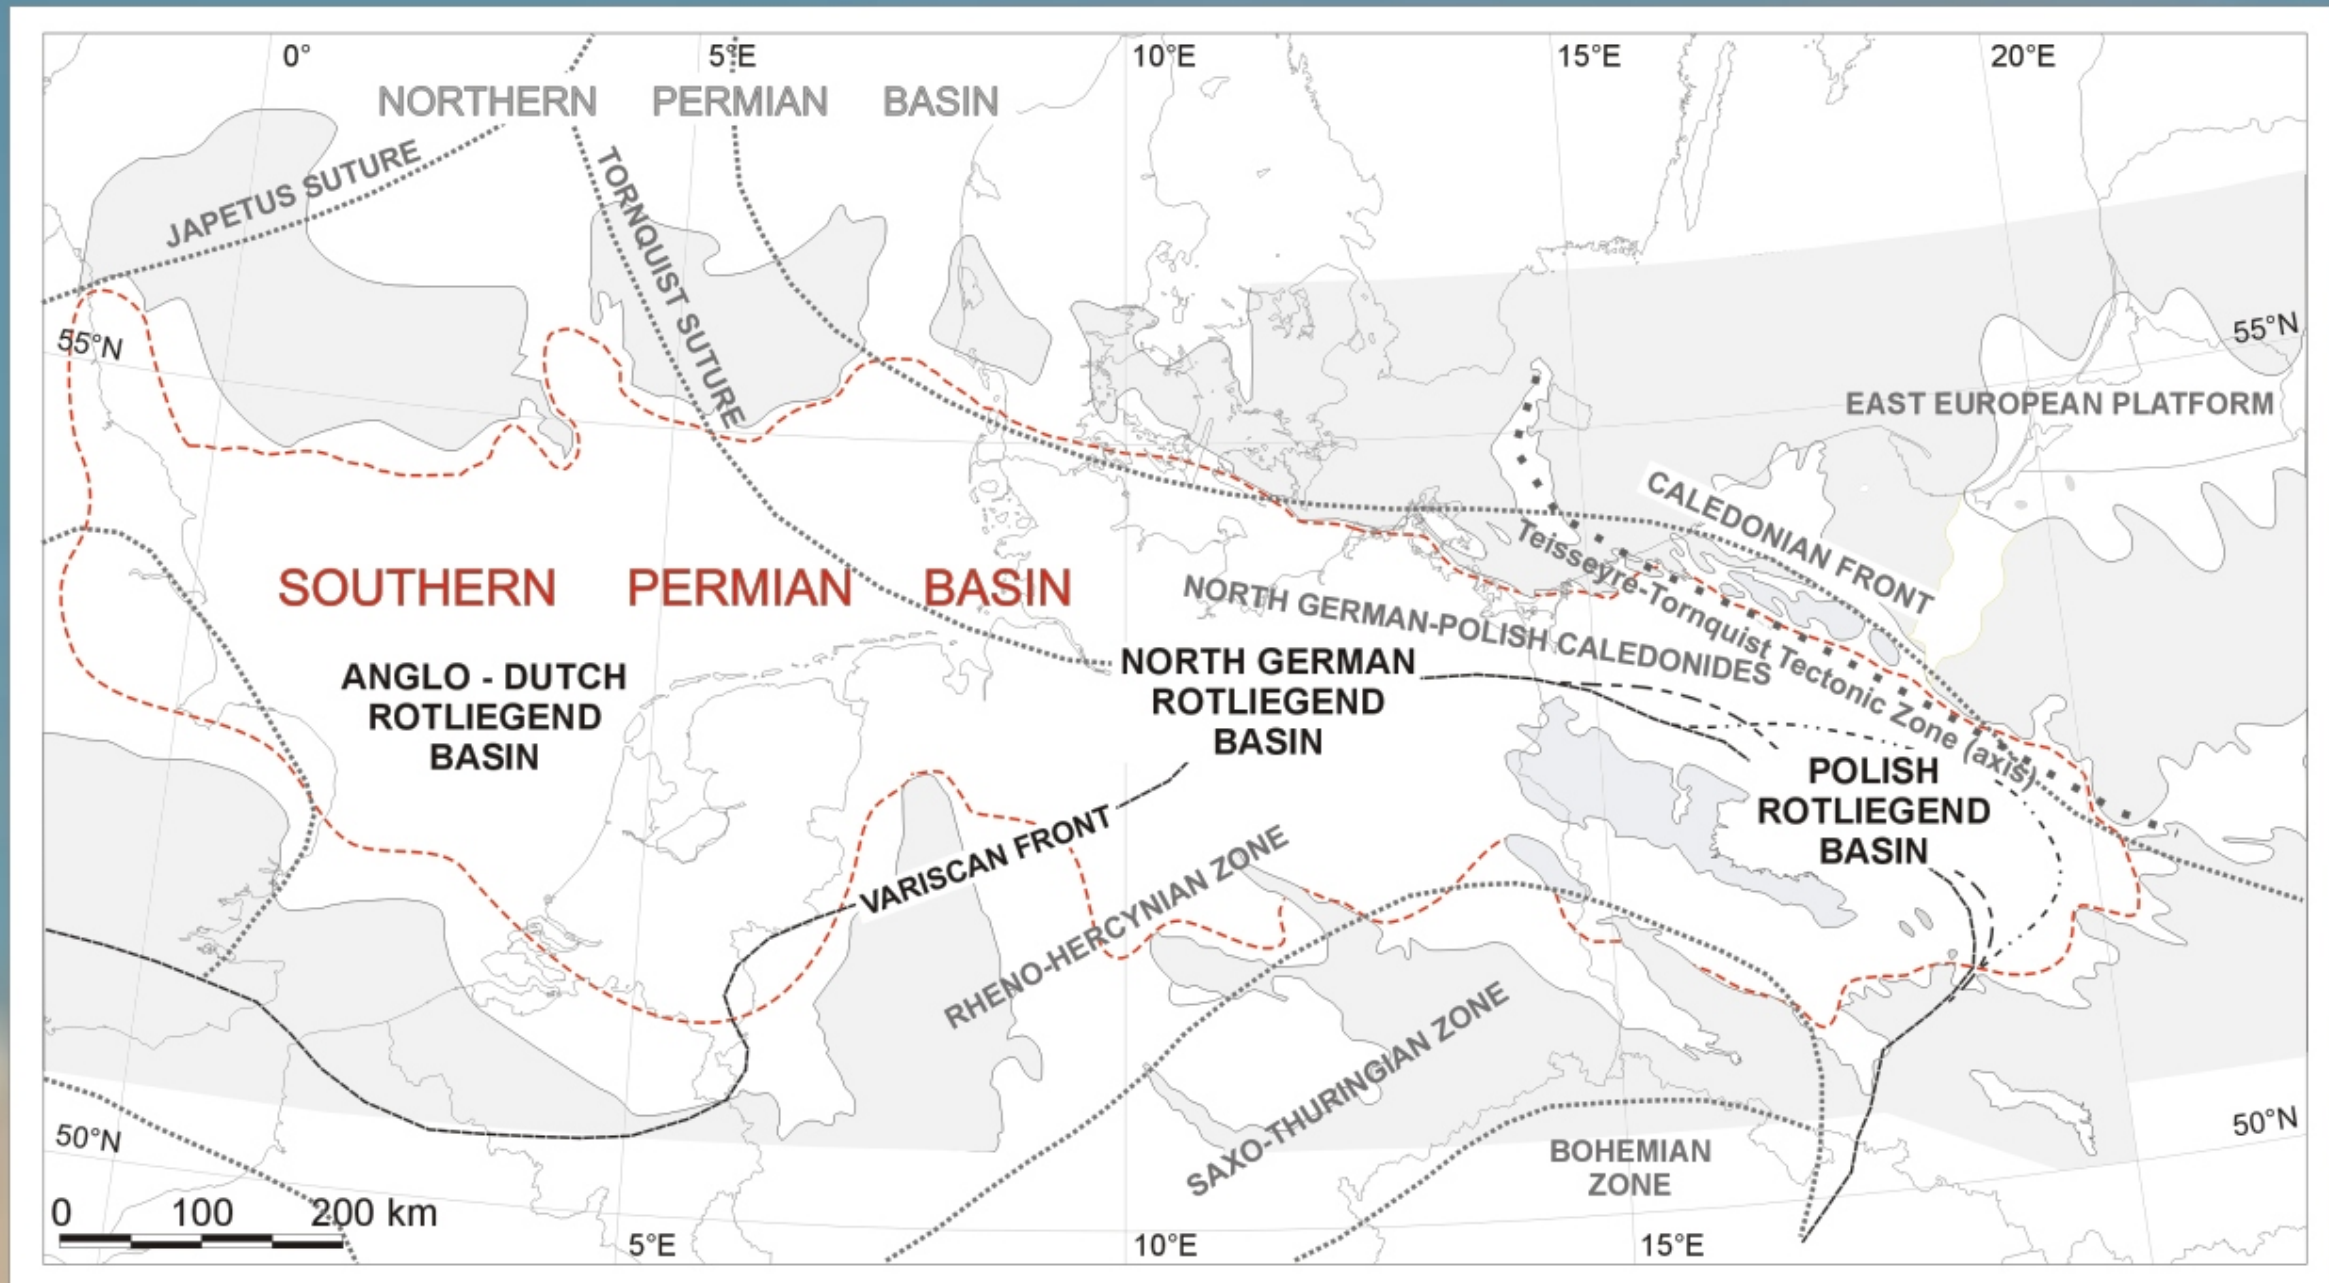 0°
5°E
10°E
15°E
20°E
NORTHERN PERMIAN BASIN
JAPETUS SUTURE
TORNQUIST SUTURE
55°N
55°N
EAST EUROPEAN PLATFORM
CALEDONIAN FRONT
Teisseyre-Tornquist Tectonic Zone (axis)
SOUTHERN PERMIAN BASIN
NORTH GERMAN-POLISH CALEDONIDES
ANGLO - DUTCH
ROTLIEGEND
BASIN
NORTH GERMAN
ROTLIEGEND
BASIN
POLISH
ROTLIEGEND
BASIN
VARISCAN FRONT
RHENO-HERCYNIAN ZONE
SAXO-THURINGIAN ZONE
BOHEMIAN
ZONE
50°N
50°N
0 100 200 km
5°E
10°E
15°E